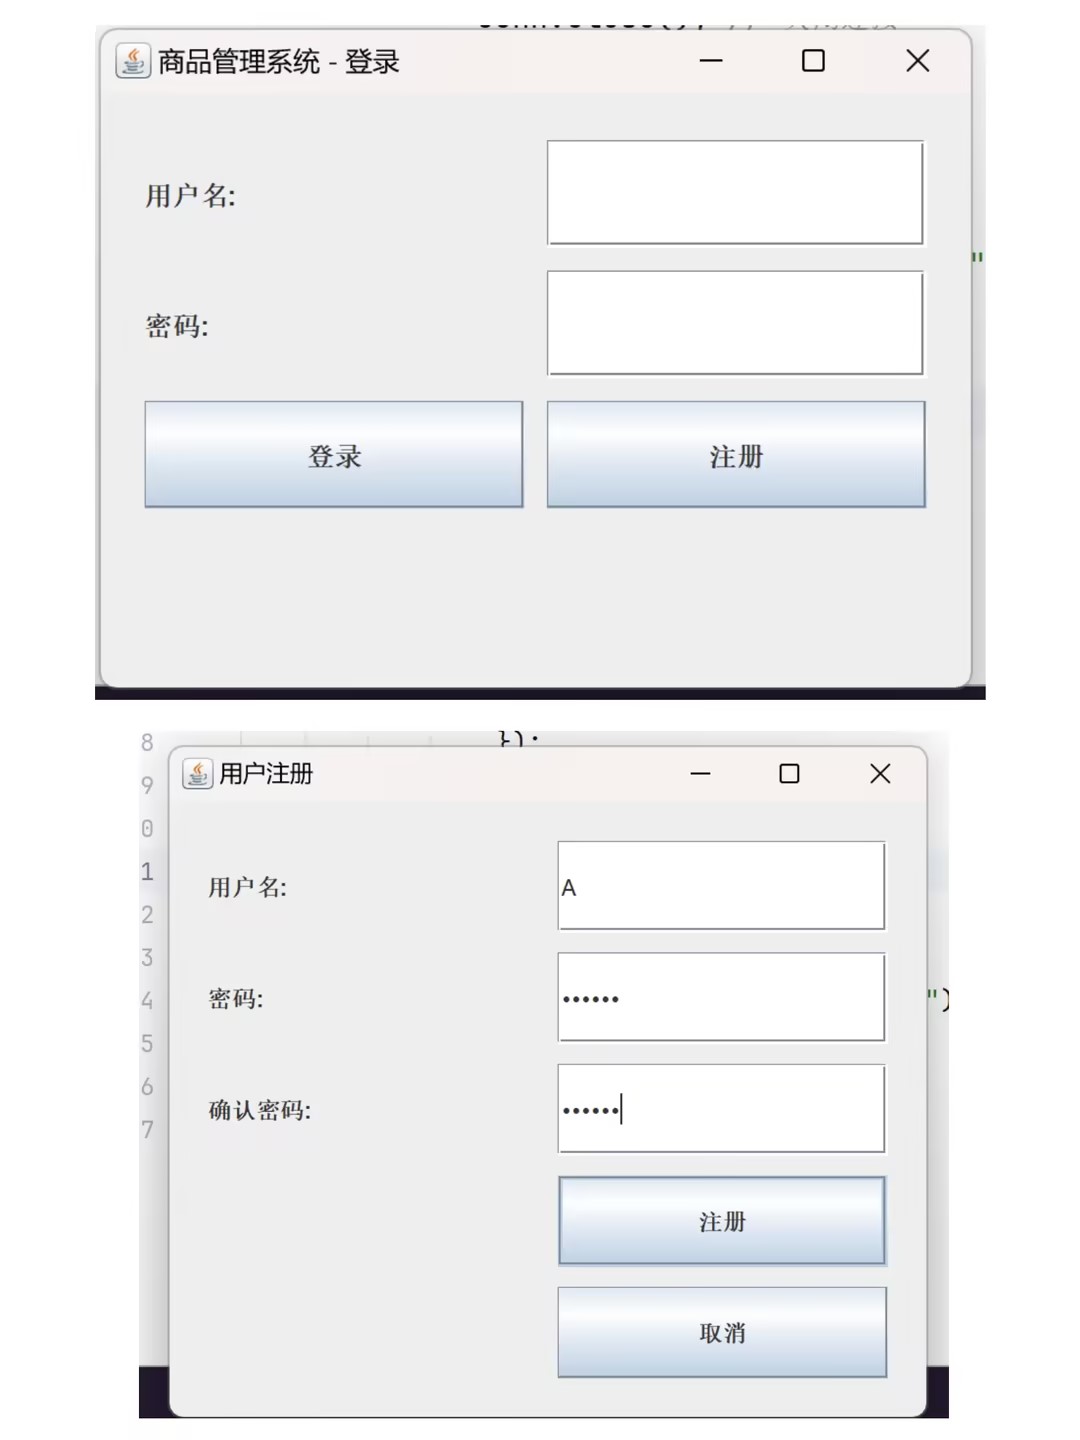 商品管理系统 - 登录
用户名:
"
密码:
登录 注册
8 });
用户注册
9
0
用户名: A
1
2
3
密码: ••••••
4 ")
5
6
确认密码: ••••••
7
注册
取消